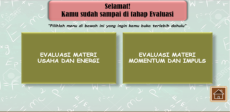 Selamat!
Kamu sudah sampai di tahap Evaluasi
"Pilihlah menu di bawah ini yang ingin kamu buka terlebih dahulu"
EVALUASI MATERI
USAHA DAN ENERGI
EVALUASI MATERI
MOMENTUM DAN IMPULS